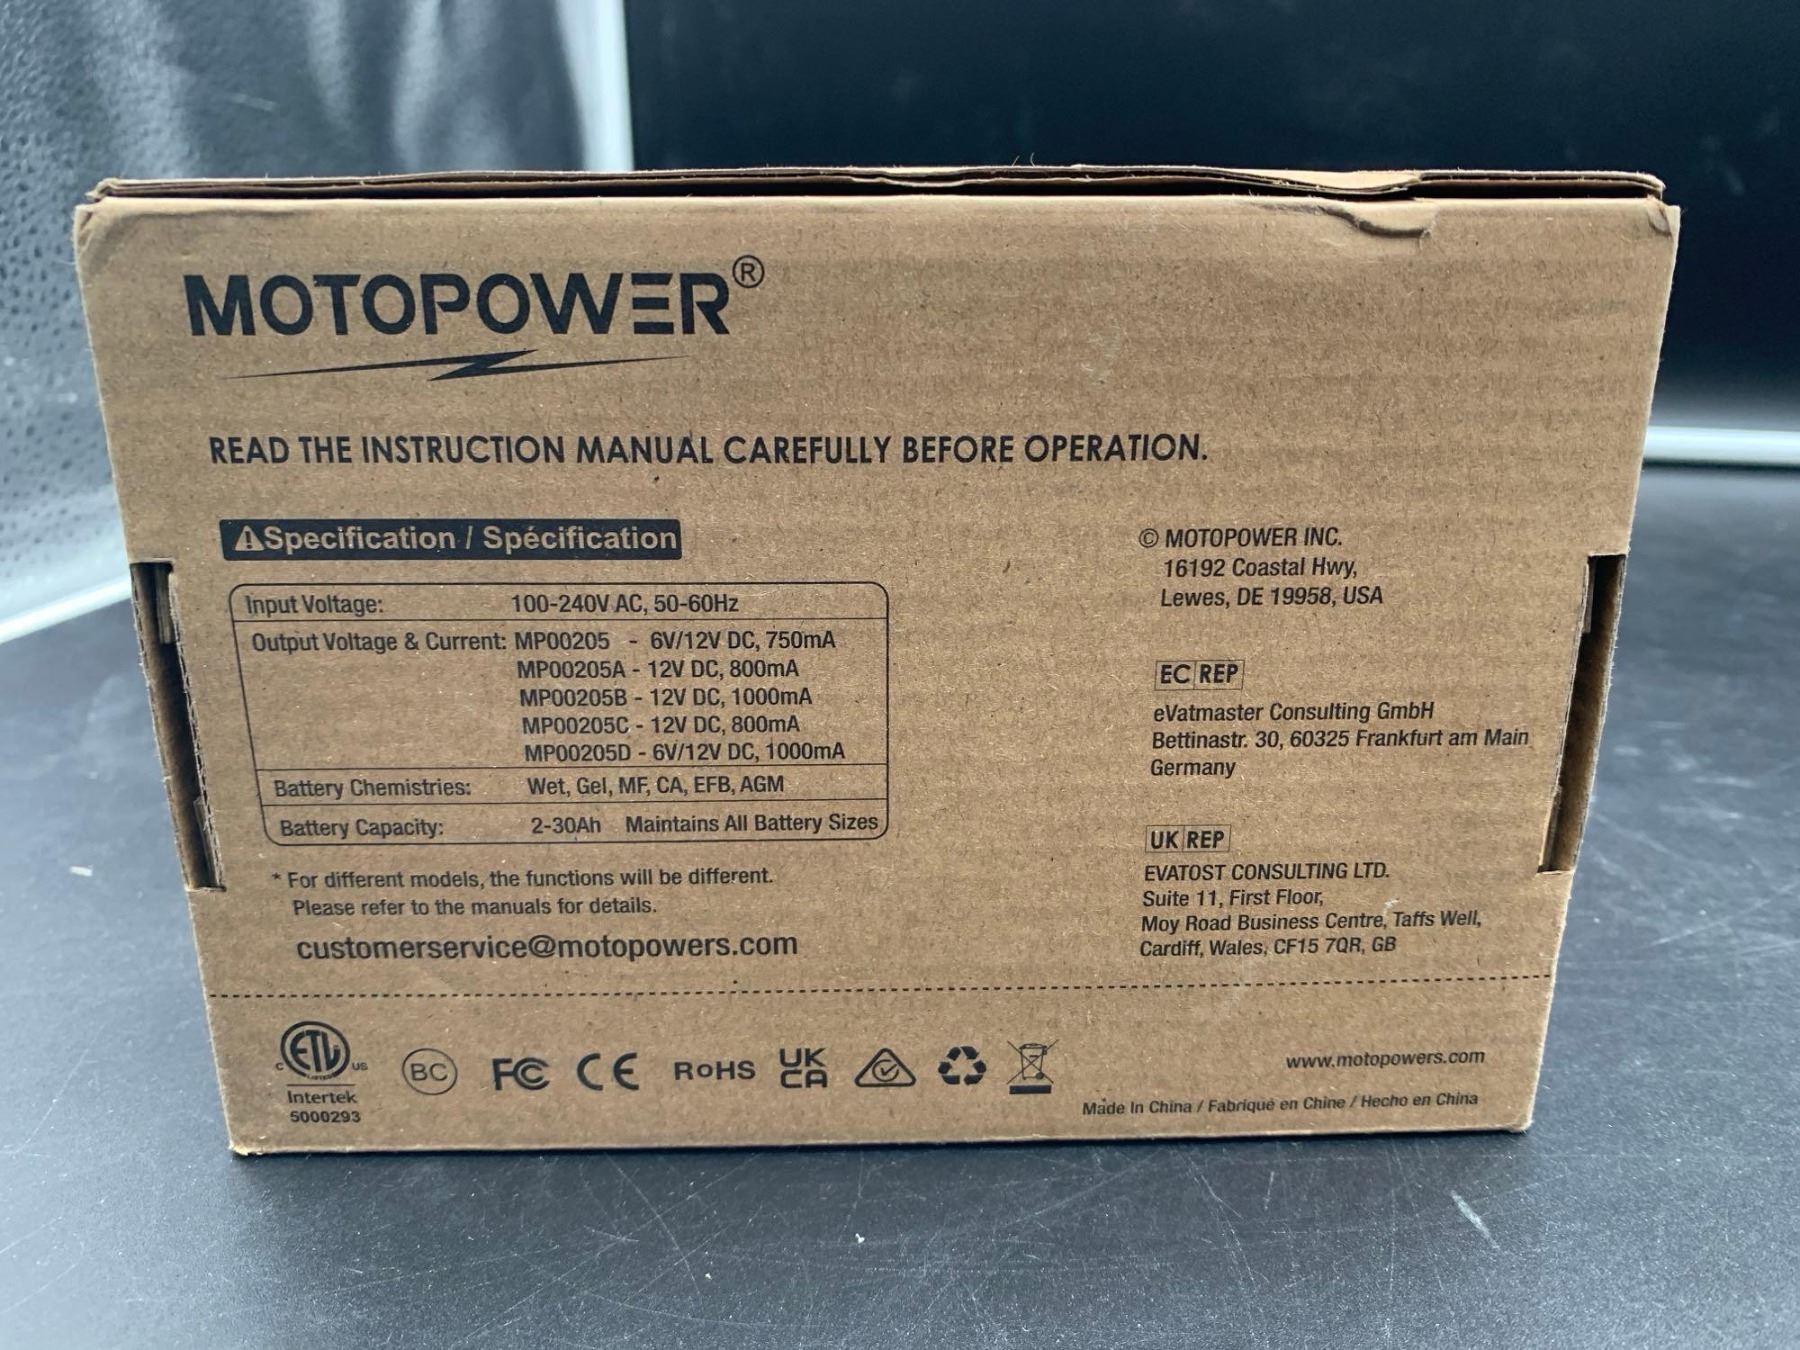 MOTOPOWER®
READ THE INSTRUCTION MANUAL CAREFULLY BEFORE OPERATION.
Specification / Spécification
Input Voltage: 100-240V AC, 50-60Hz
Output Voltage & Current: MP00205 - 6V/12V DC, 750mA
MP00205A - 12V DC, 800mA
MP00205B - 12V DC, 1000mA
MP00205C - 12V DC, 800mA
MP00205D - 6V/12V DC, 1000mA
Battery Chemistries: Wet, Gel, MF, CA, EFB, AGM
Battery Capacity: 2-30Ah Maintains All Battery Sizes
* For different models, the functions will be different.
Please refer to the manuals for details.
customerservice@motopowers.com
© MOTOPOWER INC.
16192 Coastal Hwy,
Lewes, DE 19958, USA
EC REP
eVatmaster Consulting GmbH
Bettinastr. 30, 60325 Frankfurt am Main
Germany
UK REP
EVATOST CONSULTING LTD.
Suite 11, First Floor,
Moy Road Business Centre, Taffs Well,
Cardiff, Wales, CF15 7QR, GB
C ETL US
LISTED
Intertek
5000293
BC
FC
CE
RoHS
UK
CA
www.motopowers.com
Made In China / Fabriqué en Chine / Hecho en China